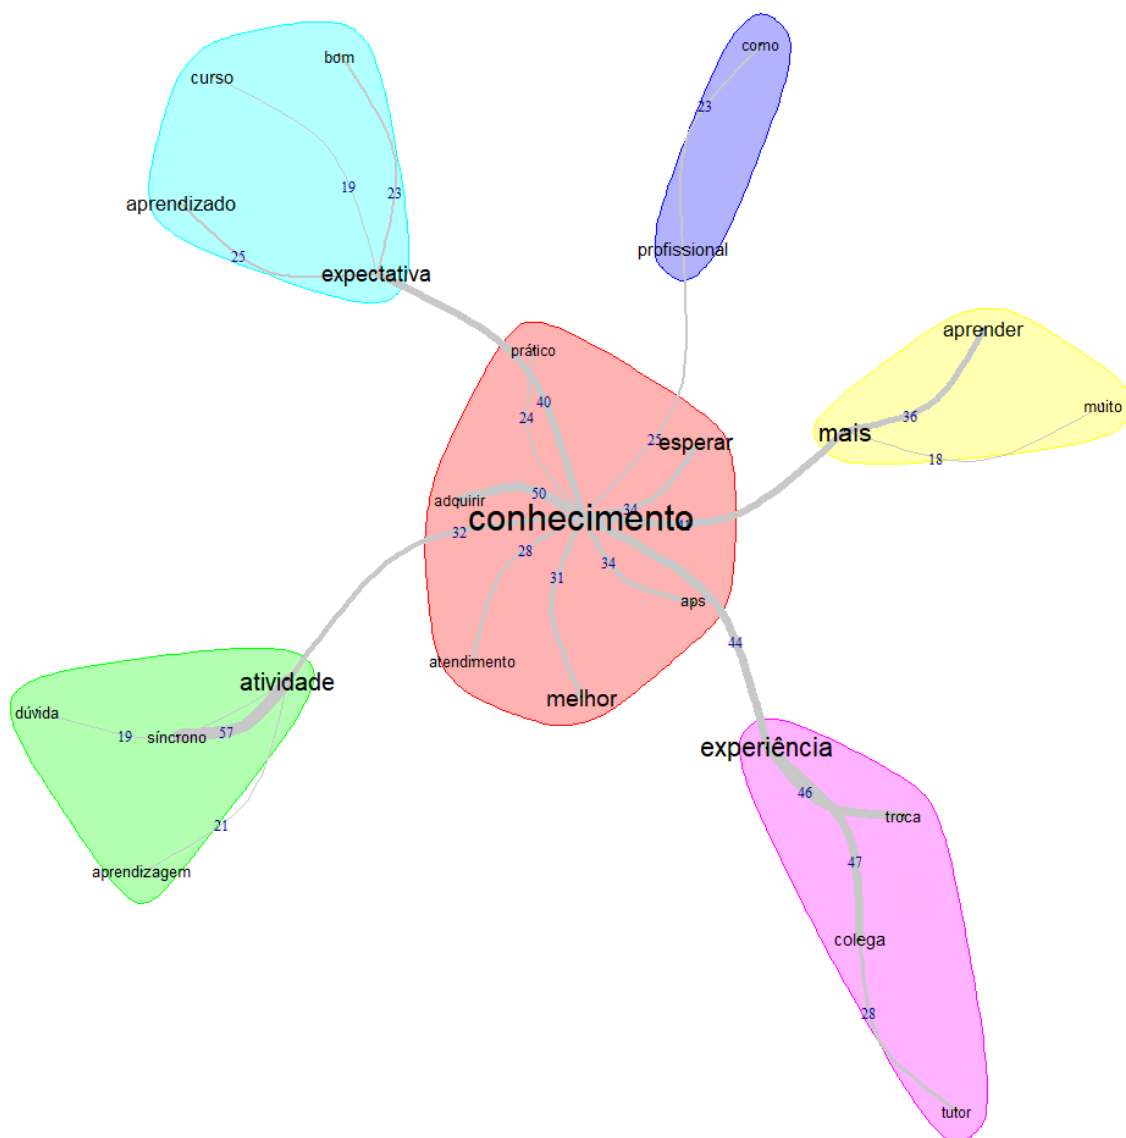 como
bom
curso
23
19
23
aprendizado
profissional
25
expectativa
aprender
prático
40
36
muito
24
mais
25
esperar
18
50
adquirir
34
conhecimento
32
28
34
31
aps
44
atendimento
atividade
melhor
dúvida
19
síncrono
57
experiência
46
troca
21
47
aprendizagem
colega
28
tutor